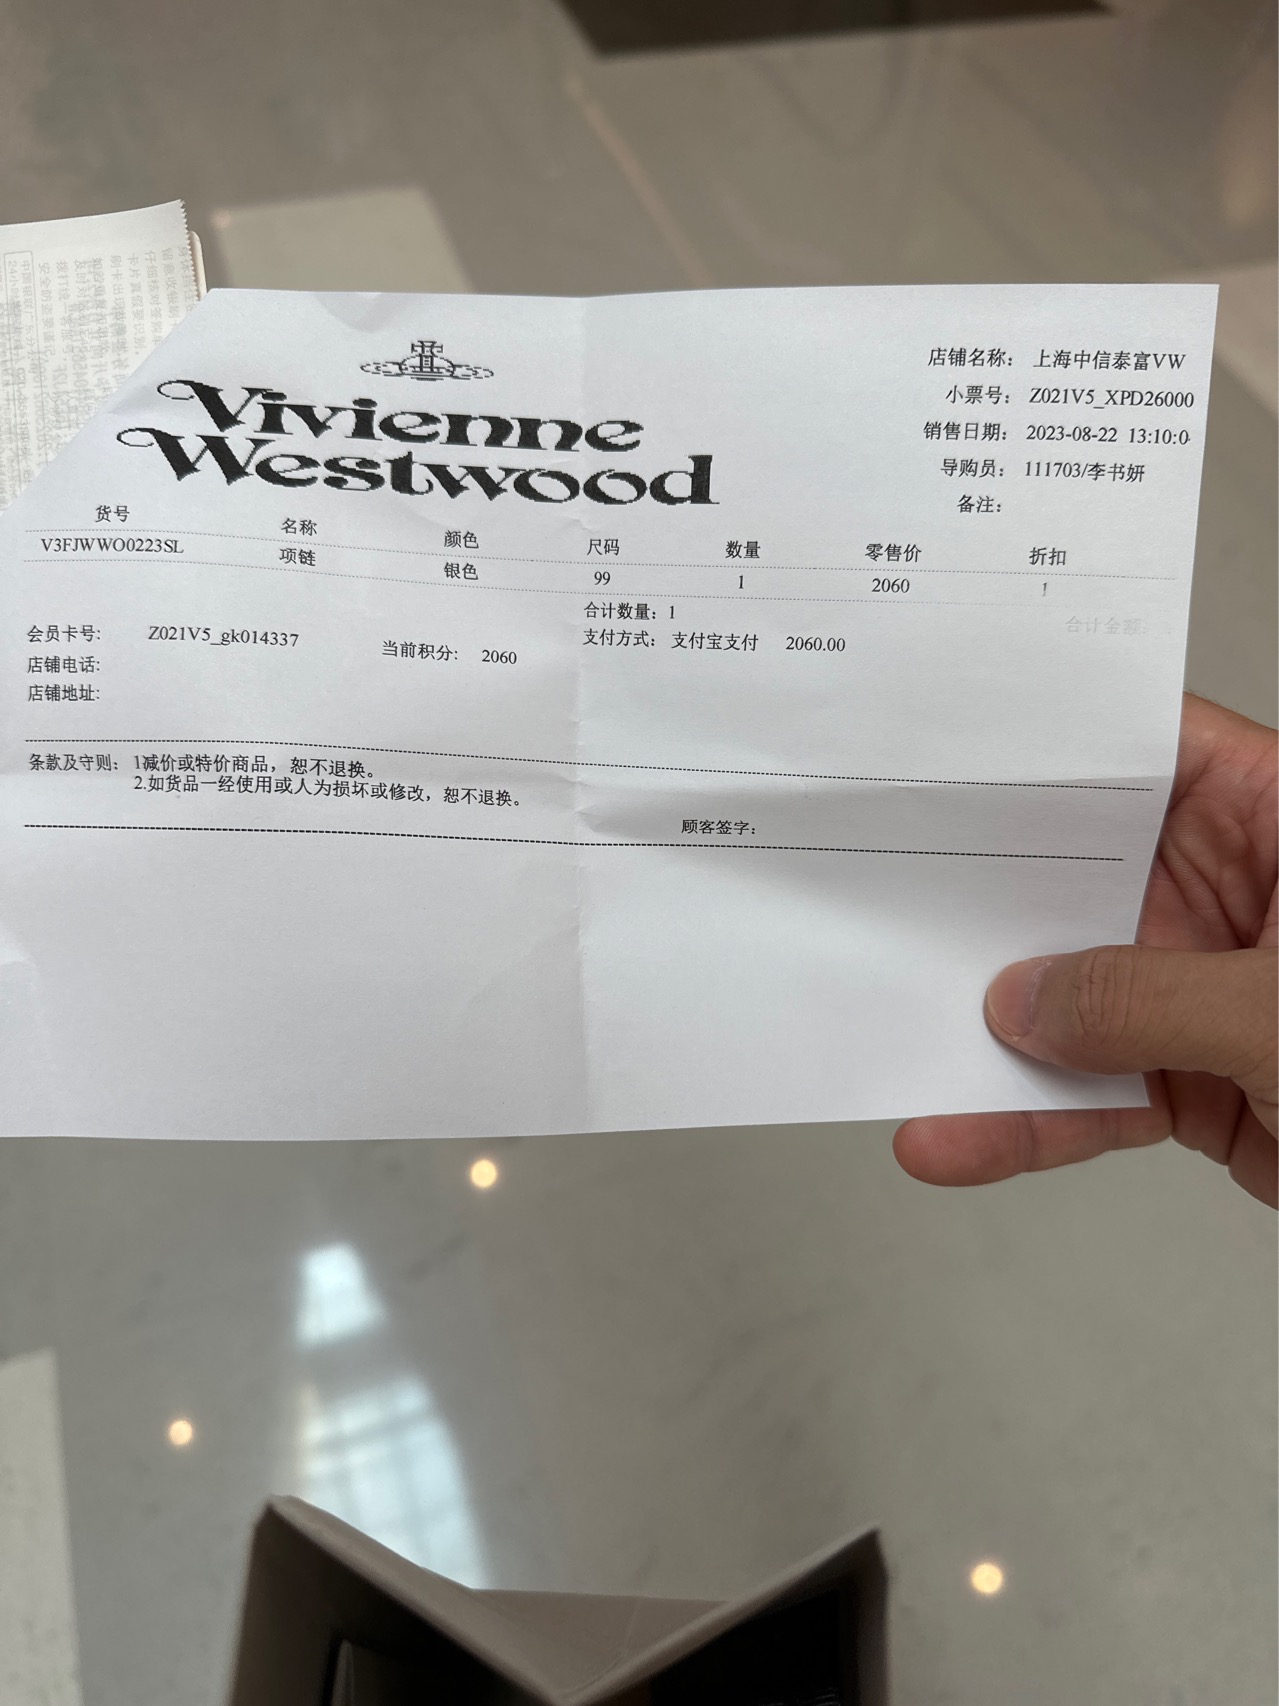 Vivienne
Westwood
店铺名称: 上海中信泰富VW
小票号: Z021V5_XPD26000
销售日期: 2023-08-22 13:10:0
导购员: 111703/李书妍
备注:
货号 名称 颜色 尺码 数量 零售价 折扣
V3FJWWO0223SL 项链 银色 99 1 2060 1
合计数量: 1
合计金额:
会员卡号: Z021V5_gk014337 当前积分: 2060 支付方式: 支付宝支付 2060.00
店铺电话:
店铺地址:
条款及守则: 1减价或特价商品，恕不退换。
2.如货品一经使用或人为损坏或修改，恕不退换。
顾客签字: